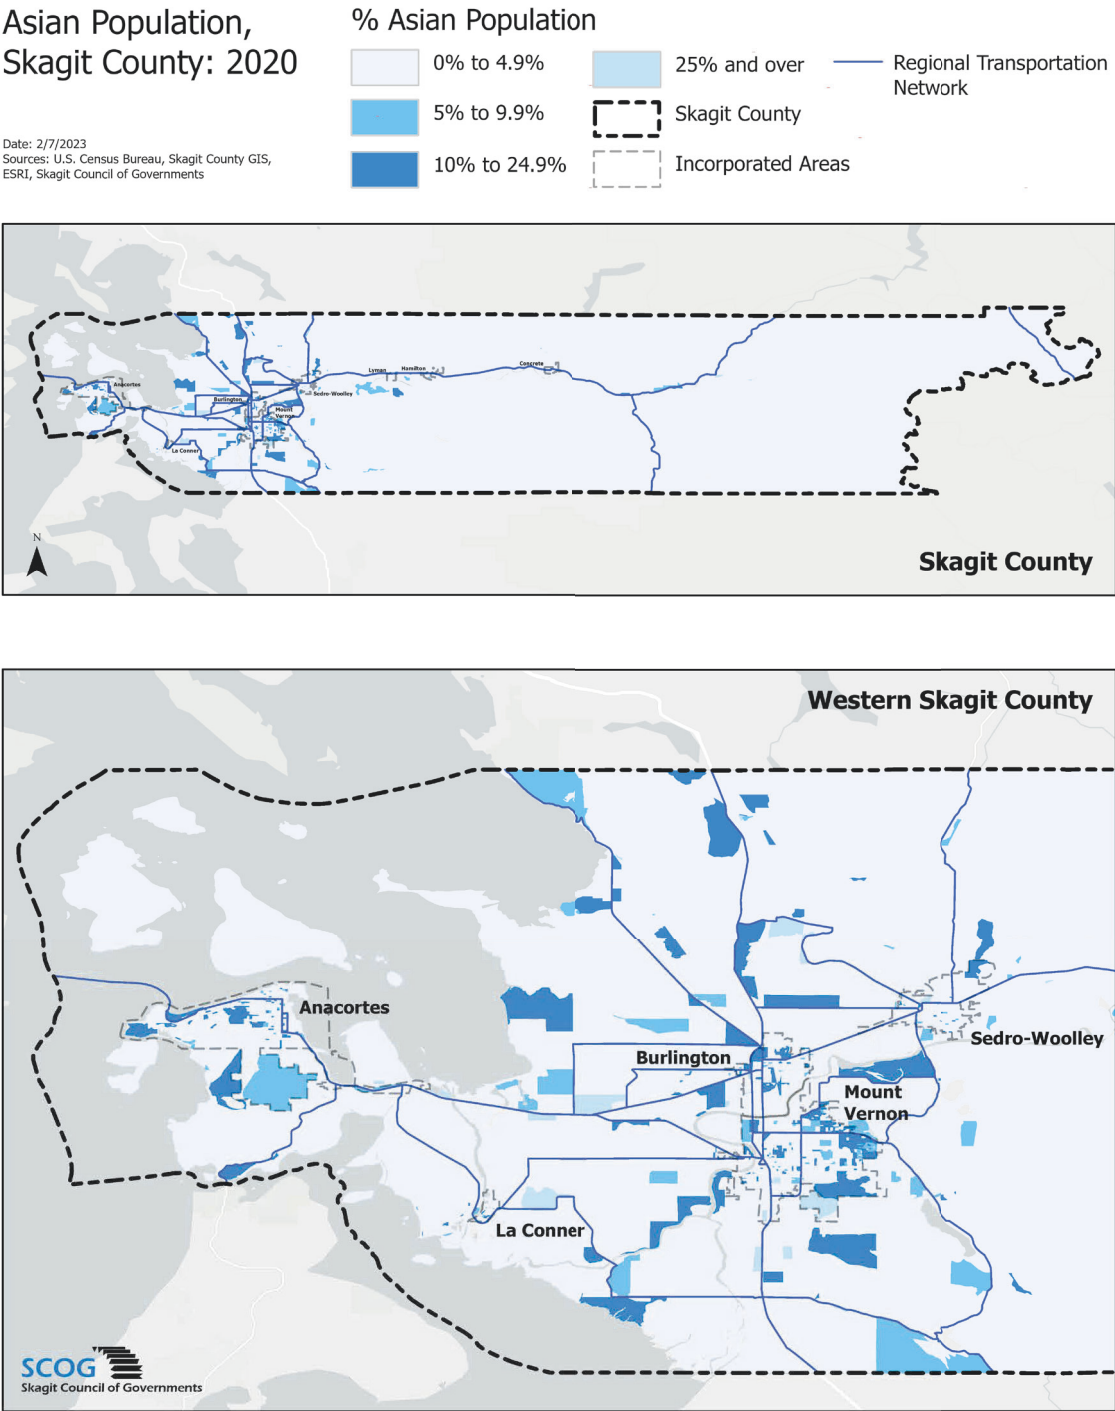 Asian Population,
Skagit County: 2020
Date: 2/7/2023
Sources: U.S. Census Bureau, Skagit County GIS,
ESRI, Skagit Council of Governments
% Asian Population
0% to 4.9%
5% to 9.9%
10% to 24.9%
25% and over
Skagit County
Incorporated Areas
Regional Transportation
Network
Anacortes
Burlington
Mount
Vernon
La Conner
Sedro-Woolley
Lyman
Hamilton
Concrete
N
Skagit County
Western Skagit County
Anacortes
Burlington
Sedro-Woolley
Mount
Vernon
La Conner
SCOG
Skagit Council of Governments